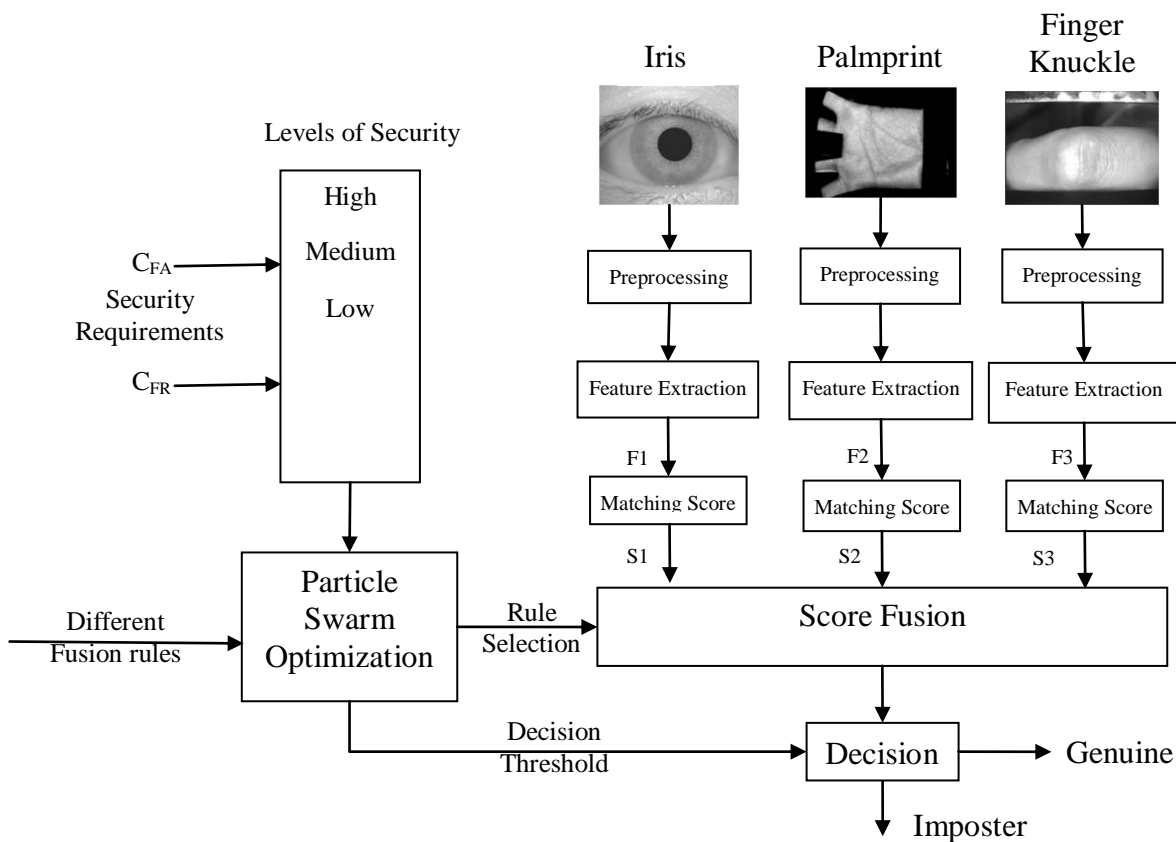 Iris
Palmprint
Finger
Knuckle
Levels of Security
High
Medium
Low
C_FA
Security
Requirements
C_FR
Preprocessing
Preprocessing
Preprocessing
Feature Extraction
Feature Extraction
Feature Extraction
F1
F2
F3
Matching Score
Matching Score
Matching Score
S1
S2
S3
Particle
Swarm
Optimization
Different
Fusion rules
Rule
Selection
Score Fusion
Decision
Threshold
Decision
Genuine
Imposter